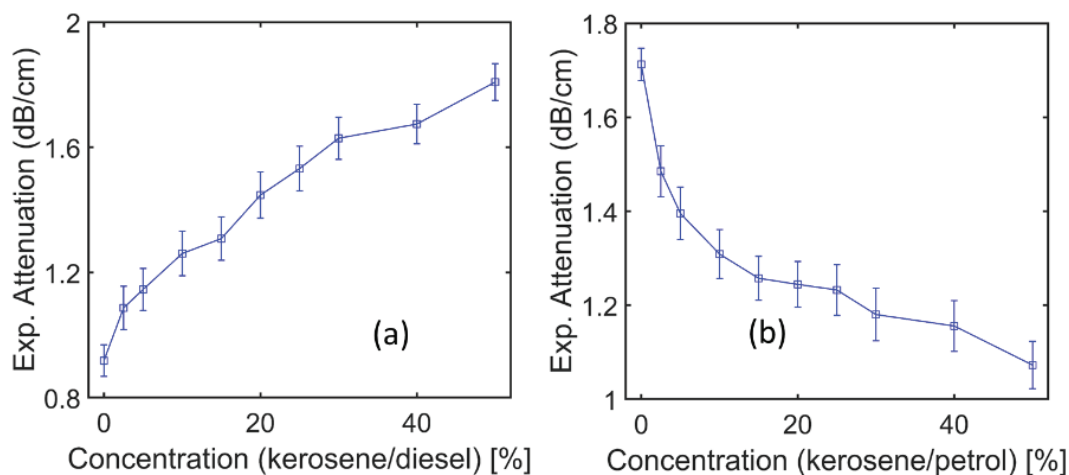 Exp. Attenuation (dB/cm)
2
1.6
1.2
0.8
0
20
40
(a)
Concentration (kerosene/diesel) [%]
Exp. Attenuation (dB/cm)
1.8
1.6
1.4
1.2
1
0
20
40
(b)
Concentration (kerosene/petrol) [%]